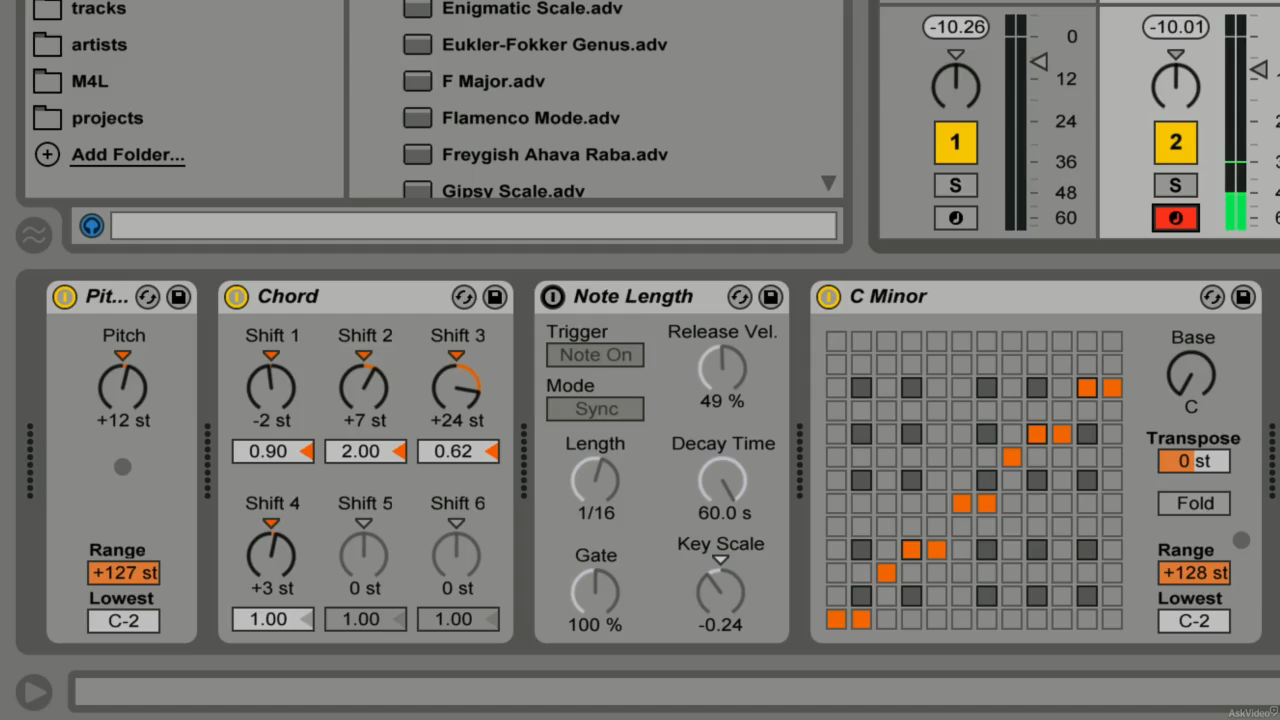 tracks
artists
M4L
projects
Add Folder...
Enigmatic Scale.adv
Eukler-Fokker Genus.adv
F Major.adv
Flamenco Mode.adv
Freygish Ahava Raba.adv
Gipsy Scale.adv
-10.26
0
12
24
36
48
60
1
S
-10.01
2
S
Pit...
Pitch
+12 st
Range
+127 st
Lowest
C-2
Chord
Shift 1 Shift 2 Shift 3
-2 st +7 st +24 st
0.90 2.00 0.62
Shift 4 Shift 5 Shift 6
+3 st 0 st 0 st
1.00 1.00 1.00
Note Length
Trigger
Note On
Mode
Sync
Release Vel.
49 %
Length
1/16
Decay Time
60.0 s
Gate
100 %
Key Scale
-0.24
C Minor
Base
C
Transpose
0 st
Fold
Range
+128 st
Lowest
C-2
AskVideo